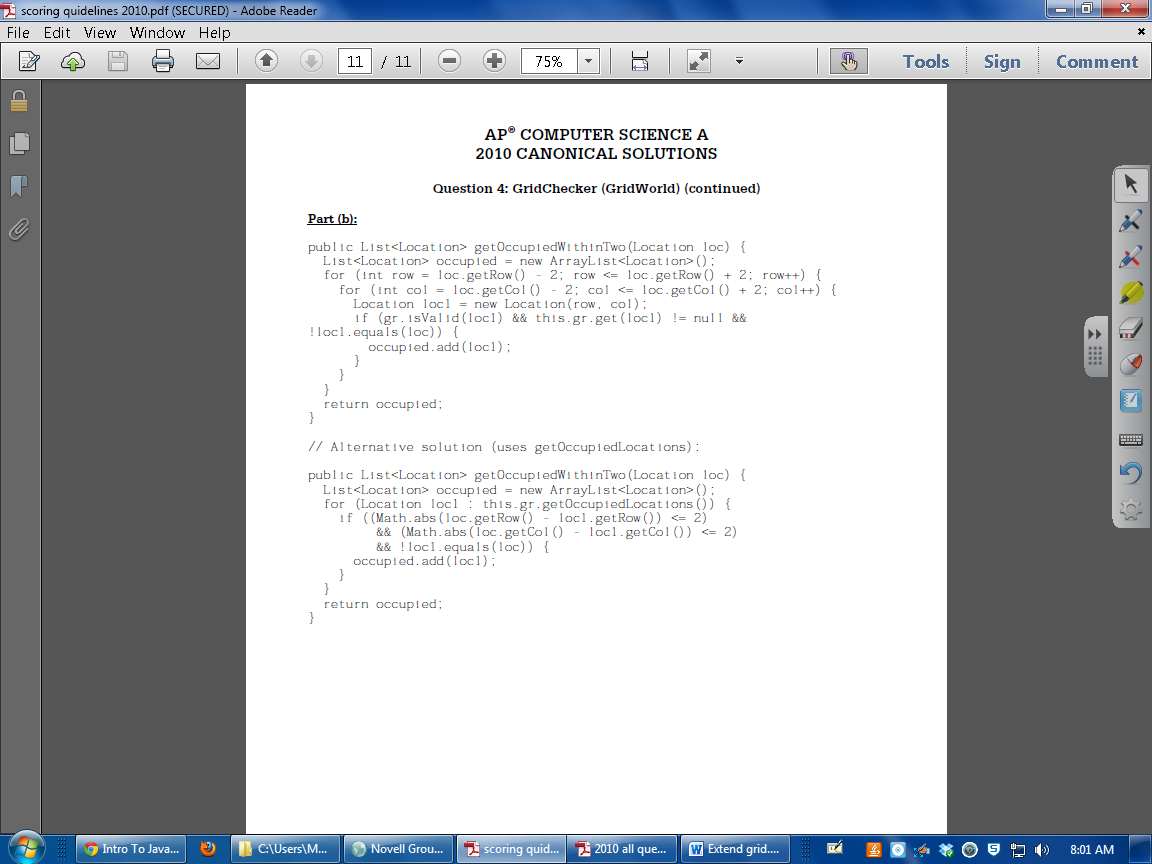 scoring quidelines 2010.pdf (SECURED) - Adobe Reader
File Edit View Window Help
11 / 11 75% Tools Sign Comment
AP® COMPUTER SCIENCE A
2010 CANONICAL SOLUTIONS
Question 4: GridChecker (GridWorld) (continued)
Part (b):
public List<Location> getOccupiedWithinTwo(Location loc) {
List<Location> occupied = new ArrayList<Location>();
for (int row = loc.getRow() - 2; row <= loc.getRow() + 2; row++) {
for (int col = loc.getCol() - 2; col <= loc.getCol() + 2; col++) {
Location loc1 = new Location(row, col);
if (gr.isValid(loc1) && this.gr.get(loc1) != null &&
!loc1.equals(loc)) {
occupied.add(loc1);
}
}
}
return occupied;
}
// Alternative solution (uses getOccupiedLocations):
public List<Location> getOccupiedWithinTwo(Location loc) {
List<Location> occupied = new ArrayList<Location>();
for (Location loc1 : this.gr.getOccupiedLocations()) {
if ((Math.abs(loc.getRow() - loc1.getRow()) <= 2)
&& (Math.abs(loc.getCol() - loc1.getCol()) <= 2)
&& !loc1.equals(loc)) {
occupied.add(loc1);
}
}
return occupied;
}
Intro To Java... C:\Users\M... Novell Grou... scoring quid... 2010 all que... Extend grid.... 8:01 AM